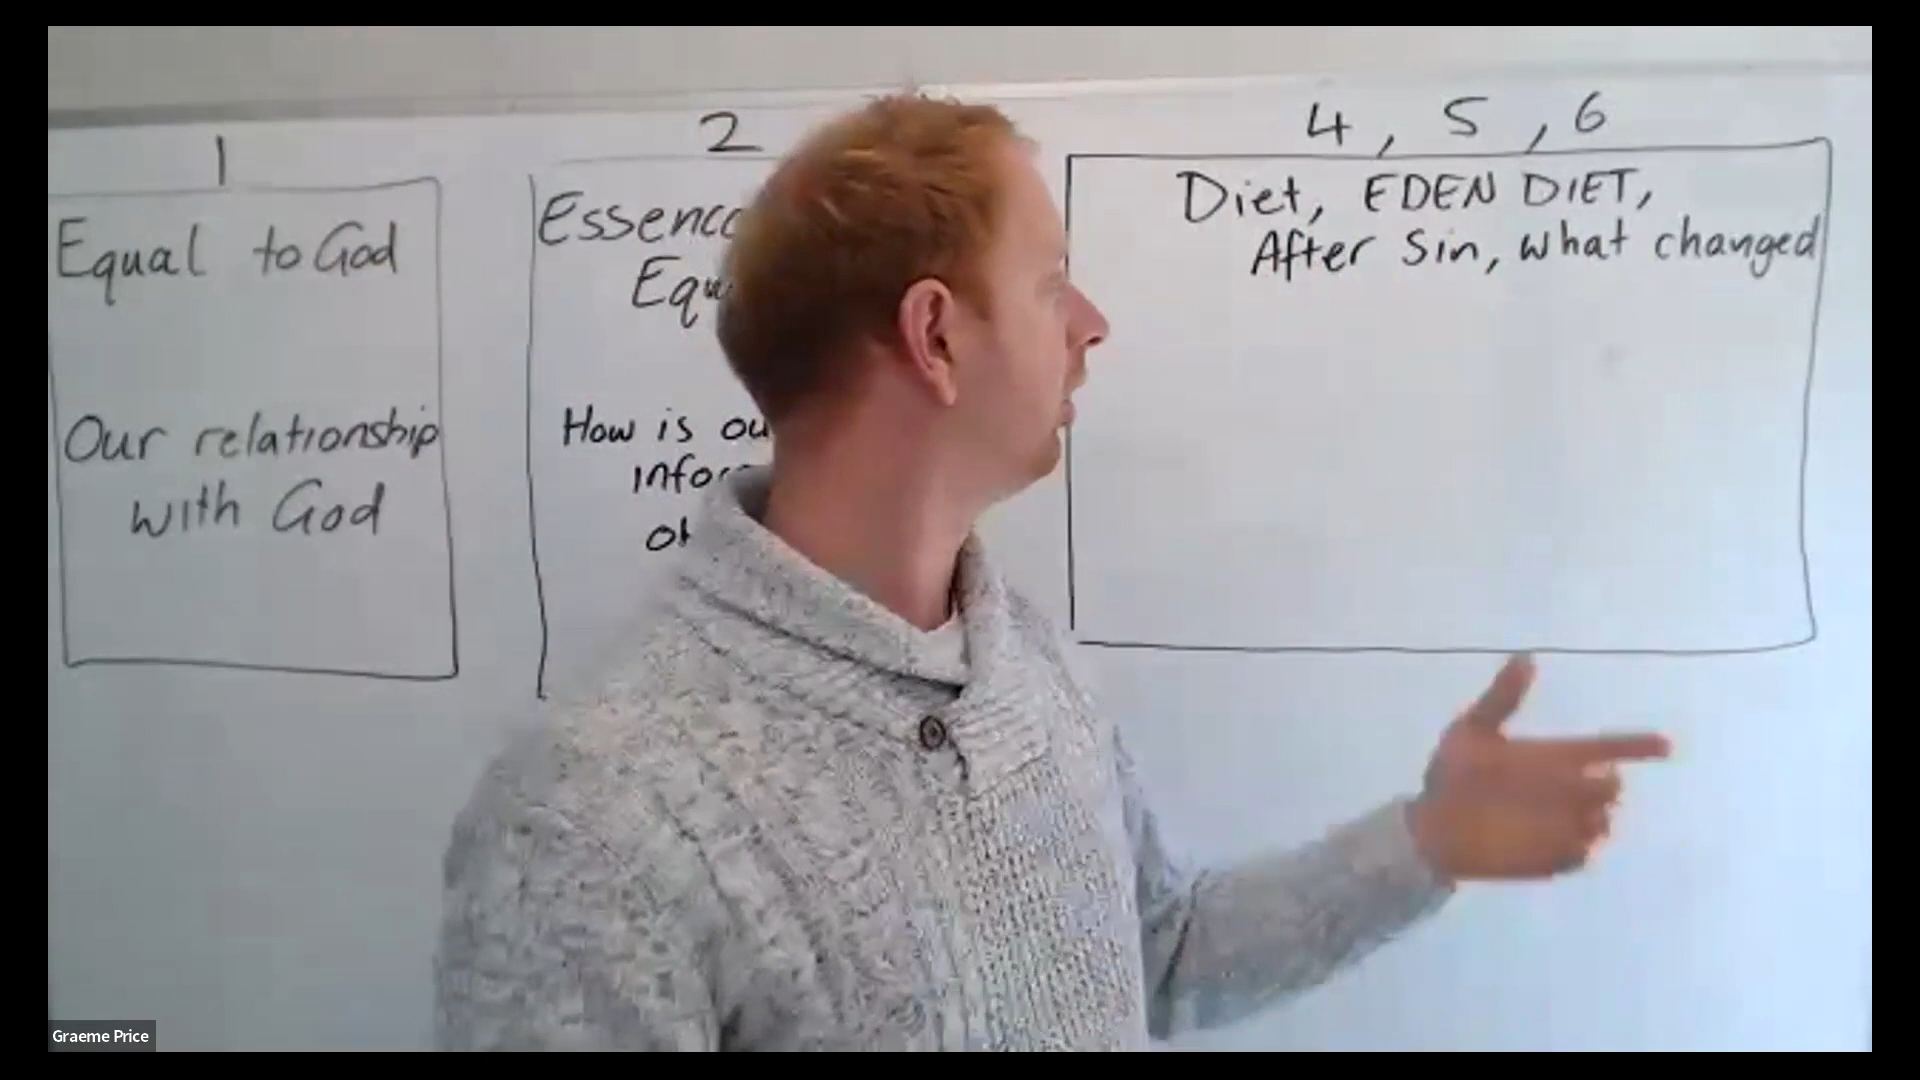 1
Equal to God
Our relationship
with God
2
How is
4, 5, 6
Diet, EDEN DIET,
After Sin, what changed
Graeme Price